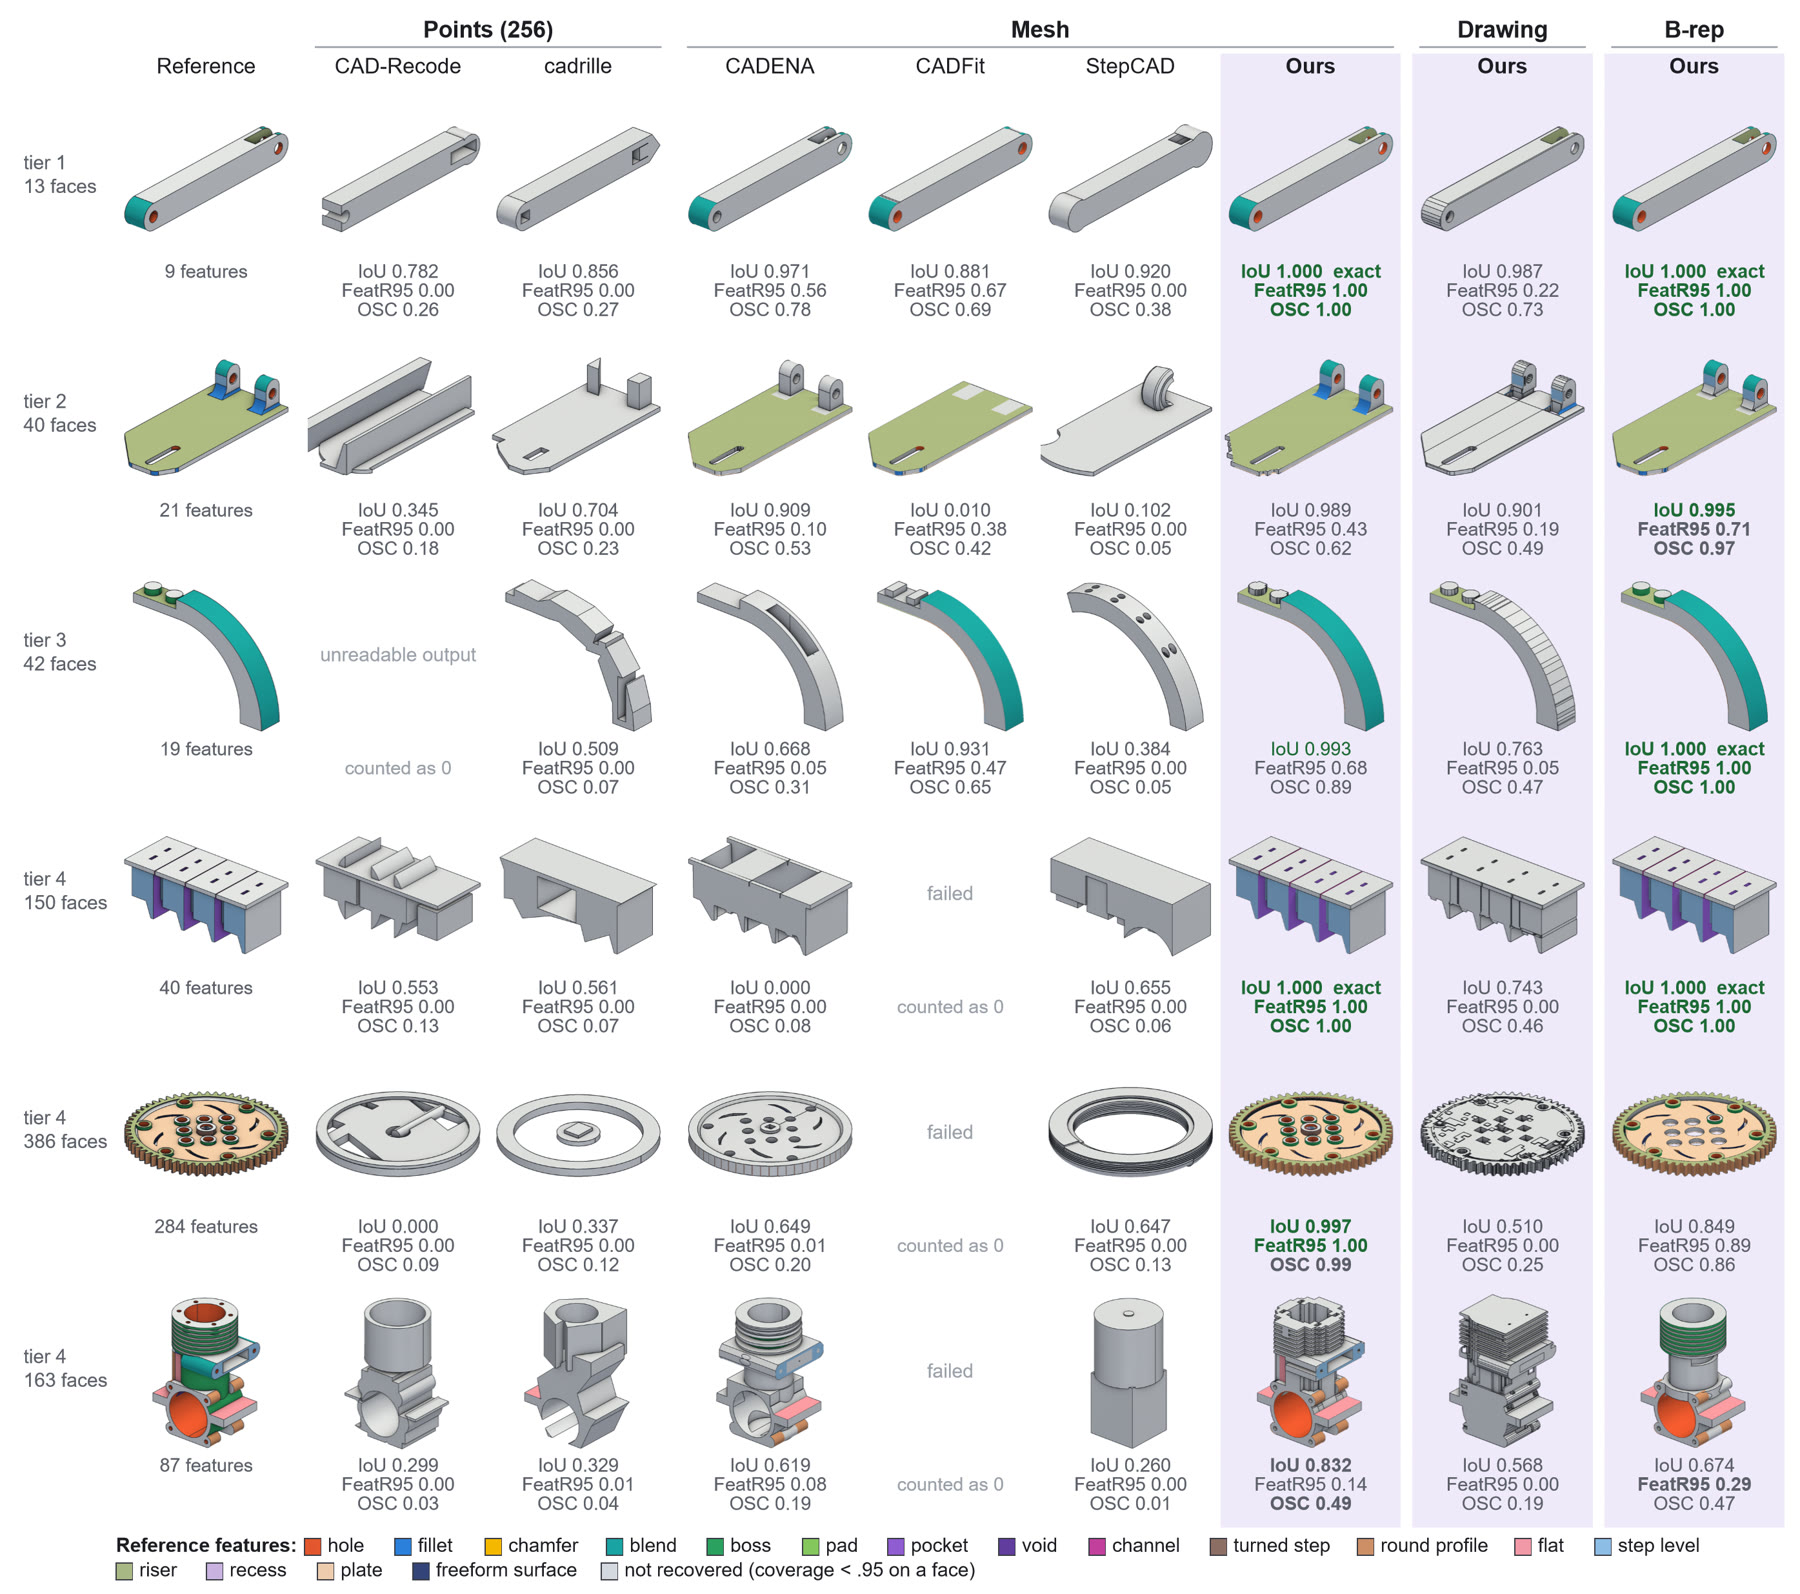 Points (256) Mesh Drawing B-rep
Reference CAD-Recode cadrille CADENA CADFit StepCAD Ours Ours Ours
tier 1
13 faces
9 features IoU 0.782 IoU 0.856 IoU 0.971 IoU 0.881 IoU 0.920 IoU 1.000 exact IoU 0.987 IoU 1.000 exact
FeatR95 0.00 FeatR95 0.00 FeatR95 0.56 FeatR95 0.67 FeatR95 0.00 FeatR95 1.00 FeatR95 0.22 FeatR95 1.00
OSC 0.26 OSC 0.27 OSC 0.78 OSC 0.69 OSC 0.38 OSC 1.00 OSC 0.73 OSC 1.00
tier 2
40 faces
21 features IoU 0.345 IoU 0.704 IoU 0.909 IoU 0.010 IoU 0.102 IoU 0.989 IoU 0.901 IoU 0.995
FeatR95 0.00 FeatR95 0.00 FeatR95 0.10 FeatR95 0.38 FeatR95 0.00 FeatR95 0.43 FeatR95 0.19 FeatR95 0.71
OSC 0.18 OSC 0.23 OSC 0.53 OSC 0.42 OSC 0.05 OSC 0.62 OSC 0.49 OSC 0.97
tier 3
42 faces
unreadable output
19 features IoU 0.509 IoU 0.668 IoU 0.931 IoU 0.384 IoU 0.993 IoU 0.763 IoU 1.000 exact
counted as 0 FeatR95 0.00 FeatR95 0.05 FeatR95 0.47 FeatR95 0.00 FeatR95 0.68 FeatR95 0.05 FeatR95 1.00
OSC 0.07 OSC 0.31 OSC 0.65 OSC 0.05 OSC 0.89 OSC 0.47 OSC 1.00
tier 4
150 faces
failed
40 features IoU 0.553 IoU 0.561 IoU 0.000 IoU 0.655 IoU 1.000 exact IoU 0.743 IoU 1.000 exact
FeatR95 0.00 FeatR95 0.00 FeatR95 0.00 counted as 0 FeatR95 0.00 FeatR95 1.00 FeatR95 0.00 FeatR95 1.00
OSC 0.13 OSC 0.07 OSC 0.08 OSC 0.06 OSC 1.00 OSC 0.46 OSC 1.00
tier 4
386 faces
failed
284 features IoU 0.000 IoU 0.337 IoU 0.649 IoU 0.647 IoU 0.997 IoU 0.510 IoU 0.849
FeatR95 0.00 FeatR95 0.00 FeatR95 0.01 counted as 0 FeatR95 0.00 FeatR95 1.00 FeatR95 0.00 FeatR95 0.89
OSC 0.09 OSC 0.12 OSC 0.20 OSC 0.13 OSC 0.99 OSC 0.25 OSC 0.86
tier 4
163 faces
failed
87 features IoU 0.299 IoU 0.329 IoU 0.619 IoU 0.260 IoU 0.832 IoU 0.568 IoU 0.674
FeatR95 0.00 FeatR95 0.01 FeatR95 0.08 counted as 0 FeatR95 0.00 FeatR95 0.14 FeatR95 0.00 FeatR95 0.29
OSC 0.03 OSC 0.04 OSC 0.19 OSC 0.01 OSC 0.49 OSC 0.19 OSC 0.47
Reference features: hole fillet chamfer blend boss pad pocket void channel turned step round profile flat step level
riser recess plate freeform surface not recovered (coverage < .95 on a face)